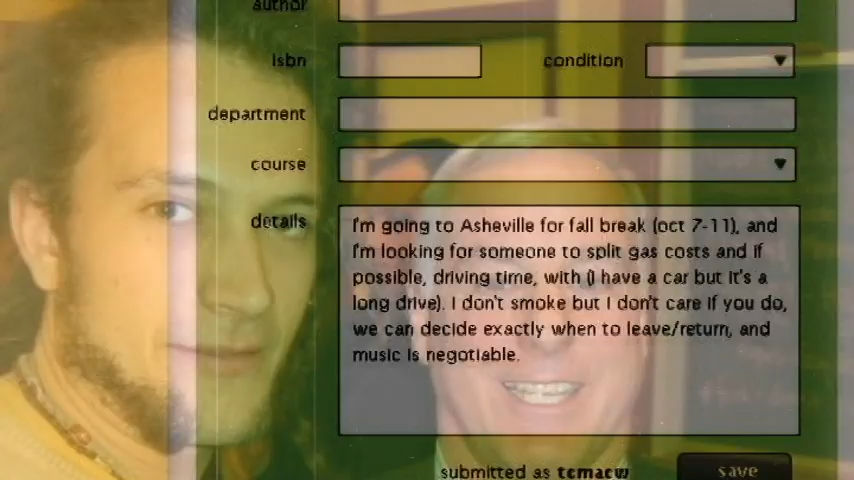 author
isbn
condition
department
course
details
I'm going to Asheville for fall break (oct 7-11), and
I'm looking for someone to split gas costs and if
possible, driving time, with (I have a car but it's a
long drive). I don't smoke but I don't care if you do,
we can decide exactly when to leave/return, and
music is negotiable.
submitted as tcmacw
save